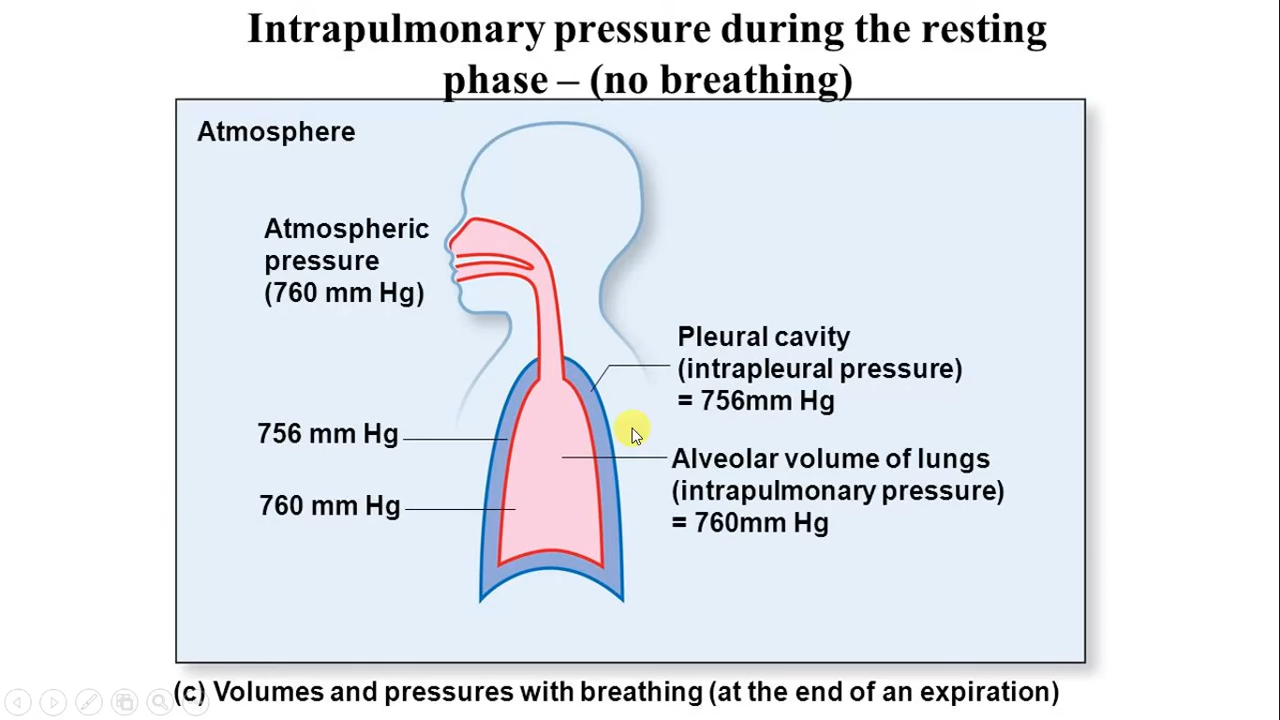 Intrapulmonary pressure during the resting
phase – (no breathing)
Atmosphere
Atmospheric
pressure
(760 mm Hg)
Pleural cavity
(intrapleural pressure)
= 756mm Hg
756 mm Hg
Alveolar volume of lungs
(intrapulmonary pressure)
= 760mm Hg
760 mm Hg
(c) Volumes and pressures with breathing (at the end of an expiration)